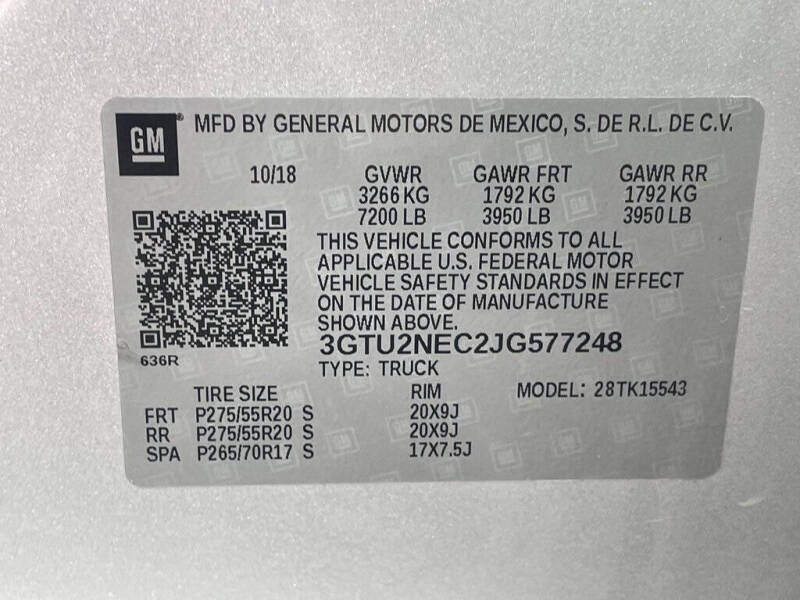 GM® MFD BY GENERAL MOTORS DE MEXICO, S. DE R.L. DE C.V.
10/18 GVWR GAWR FRT GAWR RR
3266 KG 1792 KG 1792 KG
7200 LB 3950 LB 3950 LB
THIS VEHICLE CONFORMS TO ALL
APPLICABLE U.S. FEDERAL MOTOR
VEHICLE SAFETY STANDARDS IN EFFECT
ON THE DATE OF MANUFACTURE
SHOWN ABOVE.
3GTU2NEC2JG577248
636R
TYPE: TRUCK
TIRE SIZE RIM MODEL: 28TK15543
FRT P275/55R20 S 20X9J
RR P275/55R20 S 20X9J
SPA P265/70R17 S 17X7.5J